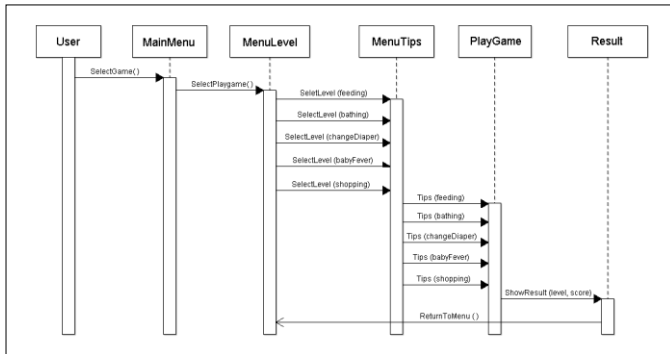 User
MainMenu
MenuLevel
MenuTips
PlayGame
Result
SelectGame()
SelectPlaygame()
SeletLevel (feeding)
SelectLevel (bathing)
SelectLevel (changeDiaper)
SelectLevel (babyFever)
SelectLevel (shopping)
Tips (feeding)
Tips (bathing)
Tips (changeDiaper)
Tips (babyFever)
Tips (shopping)
ShowResult (level, score)
ReturnToMenu ()